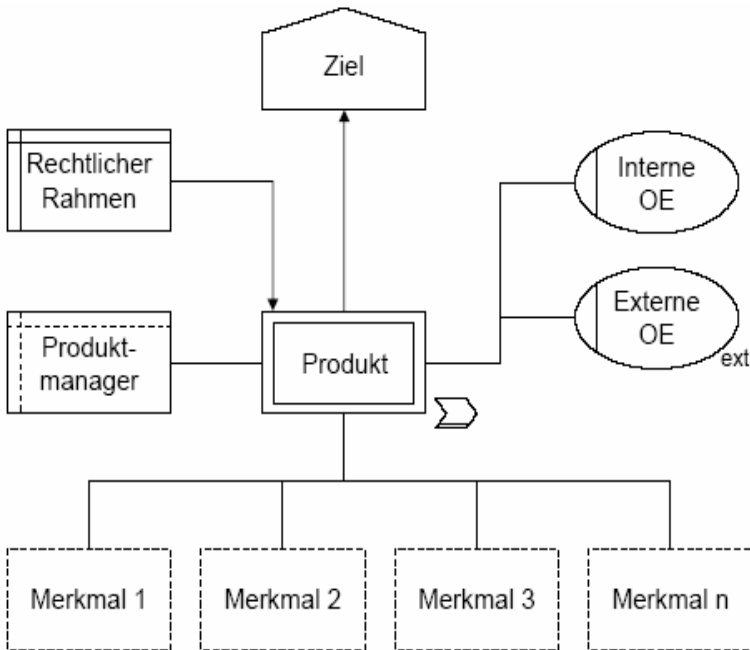 Ziel
Rechtlicher
Rahmen
Interne
OE
Externe
OE
ext
Produkt-
manager
Produkt
Merkmal 1
Merkmal 2
Merkmal 3
Merkmal n